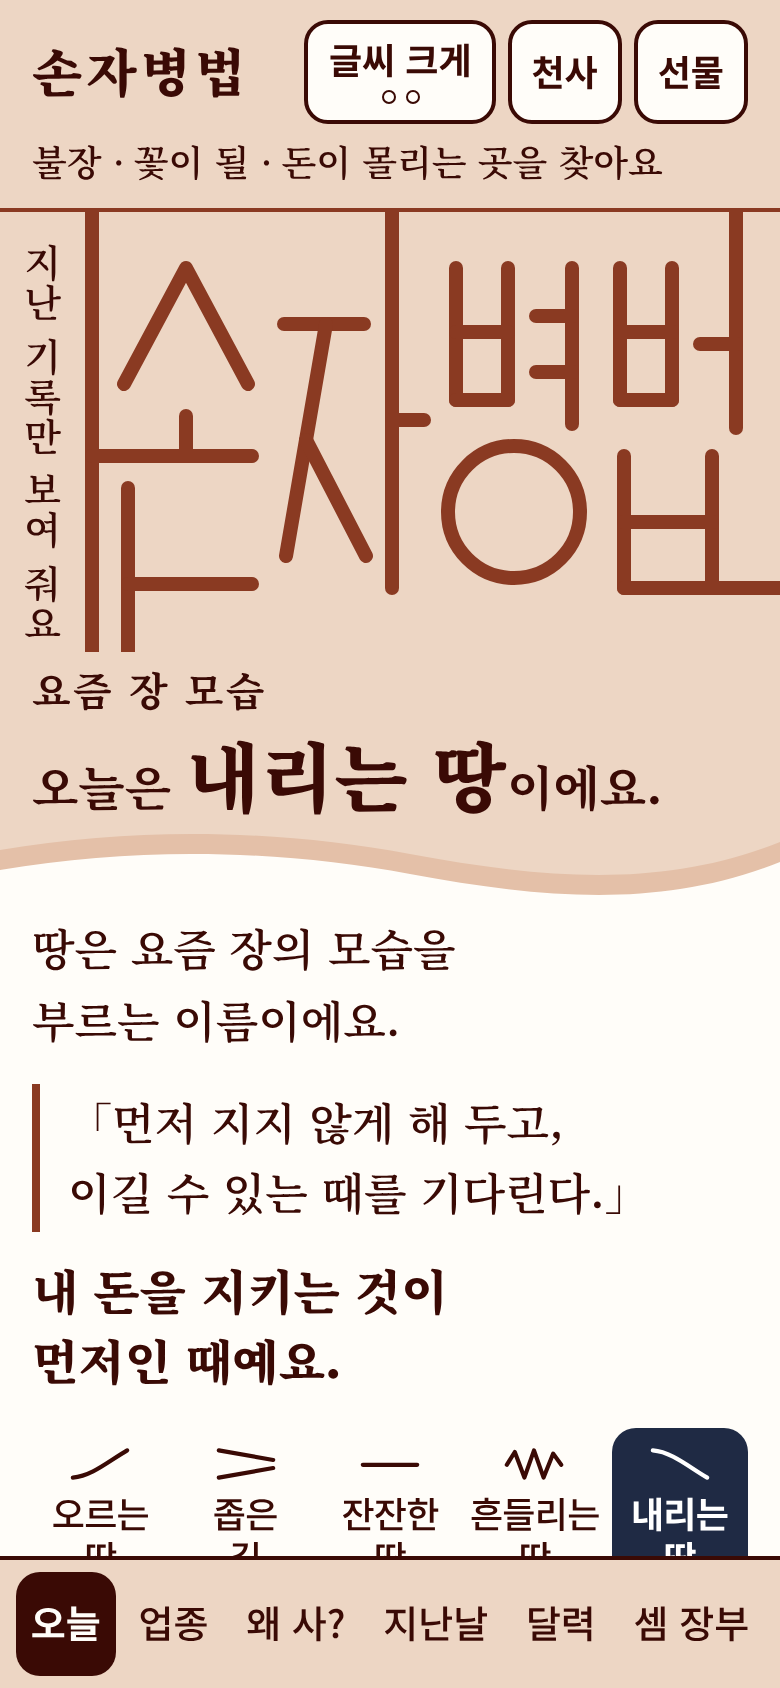 손자병법
글씨 크게
천사
선물
불장 · 꽃이 될 · 돈이 몰리는 곳을 찾아요
지난 기록만 보여 줘요
손자병법
요즘 장 모습
오늘은 내리는 땅이에요.
땅은 요즘 장의 모습을
부르는 이름이에요.
「먼저 지지 않게 해 두고,
이길 수 있는 때를 기다린다.」
내 돈을 지키는 것이
먼저인 때예요.
오르는 땅
좁은 길
잔잔한 땅
흔들리는 땅
내리는 땅
오늘
업종
왜 사?
지난날
달력
셈 장부